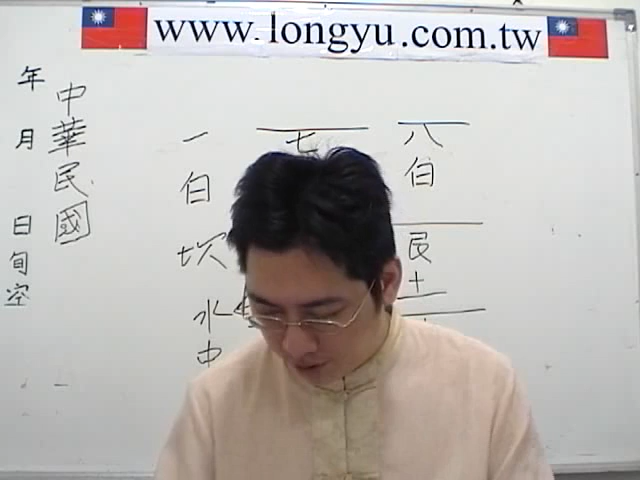 www.longyu.com.tw
中華民國
年月日旬空
八白
艮土
七
一白
坎水中